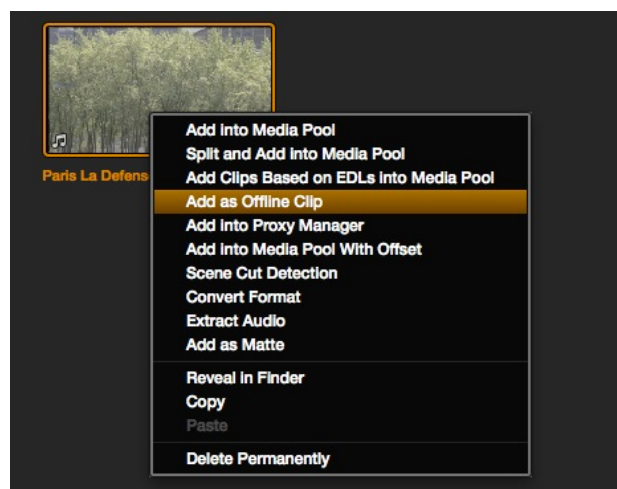 Paris La Defens
Add into Media Pool
Split and Add into Media Pool
Add Clips Based on EDLs into Media Pool
Add as Offline Clip
Add into Proxy Manager
Add into Media Pool With Offset
Scene Cut Detection
Convert Format
Extract Audio
Add as Matte
Reveal in Finder
Copy
Paste
Delete Permanently